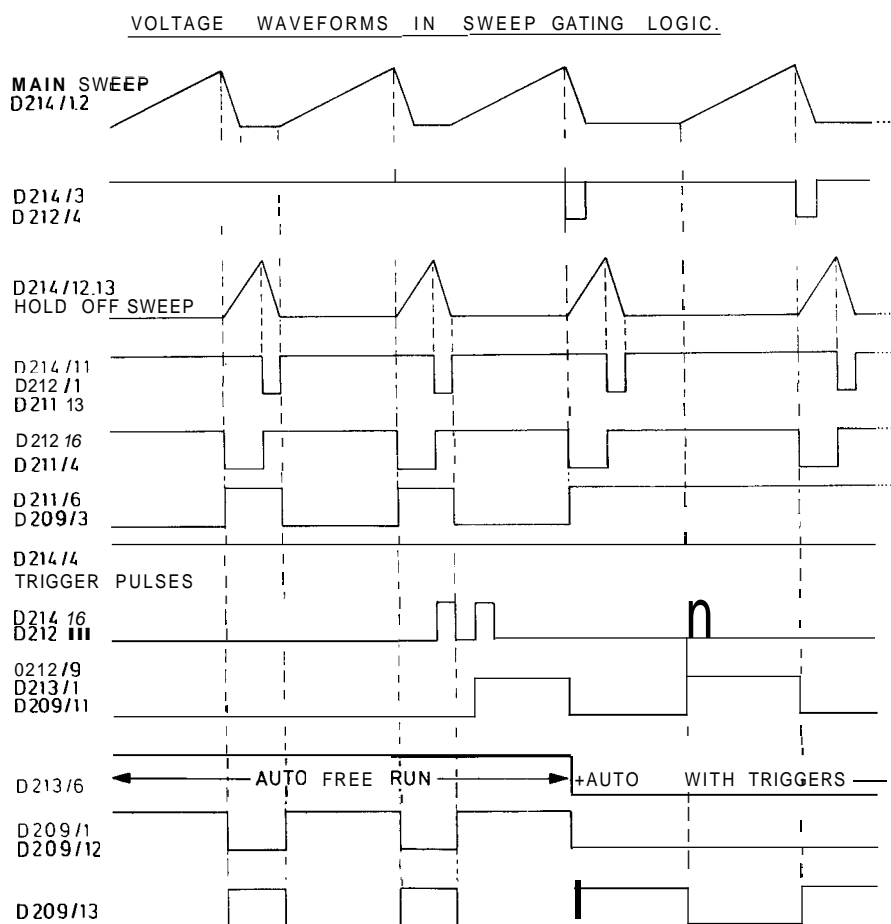 VOLTAGE WAVEFORMS IN SWEEP GATING LOGIC.
MAIN SWEEP
D214/1.2
D214/3
D212/4
D214/12.13
HOLD OFF SWEEP
D214/11
D212/1
D211 13
D212 16
D211/4
D211/6
D209/3
D214/4
TRIGGER PULSES
D214 16
D212 III
0212/9
D213/1
D209/11
D213/6
AUTO FREE RUN
+AUTO WITH TRIGGERS
D209/1
D209/12
D209/13